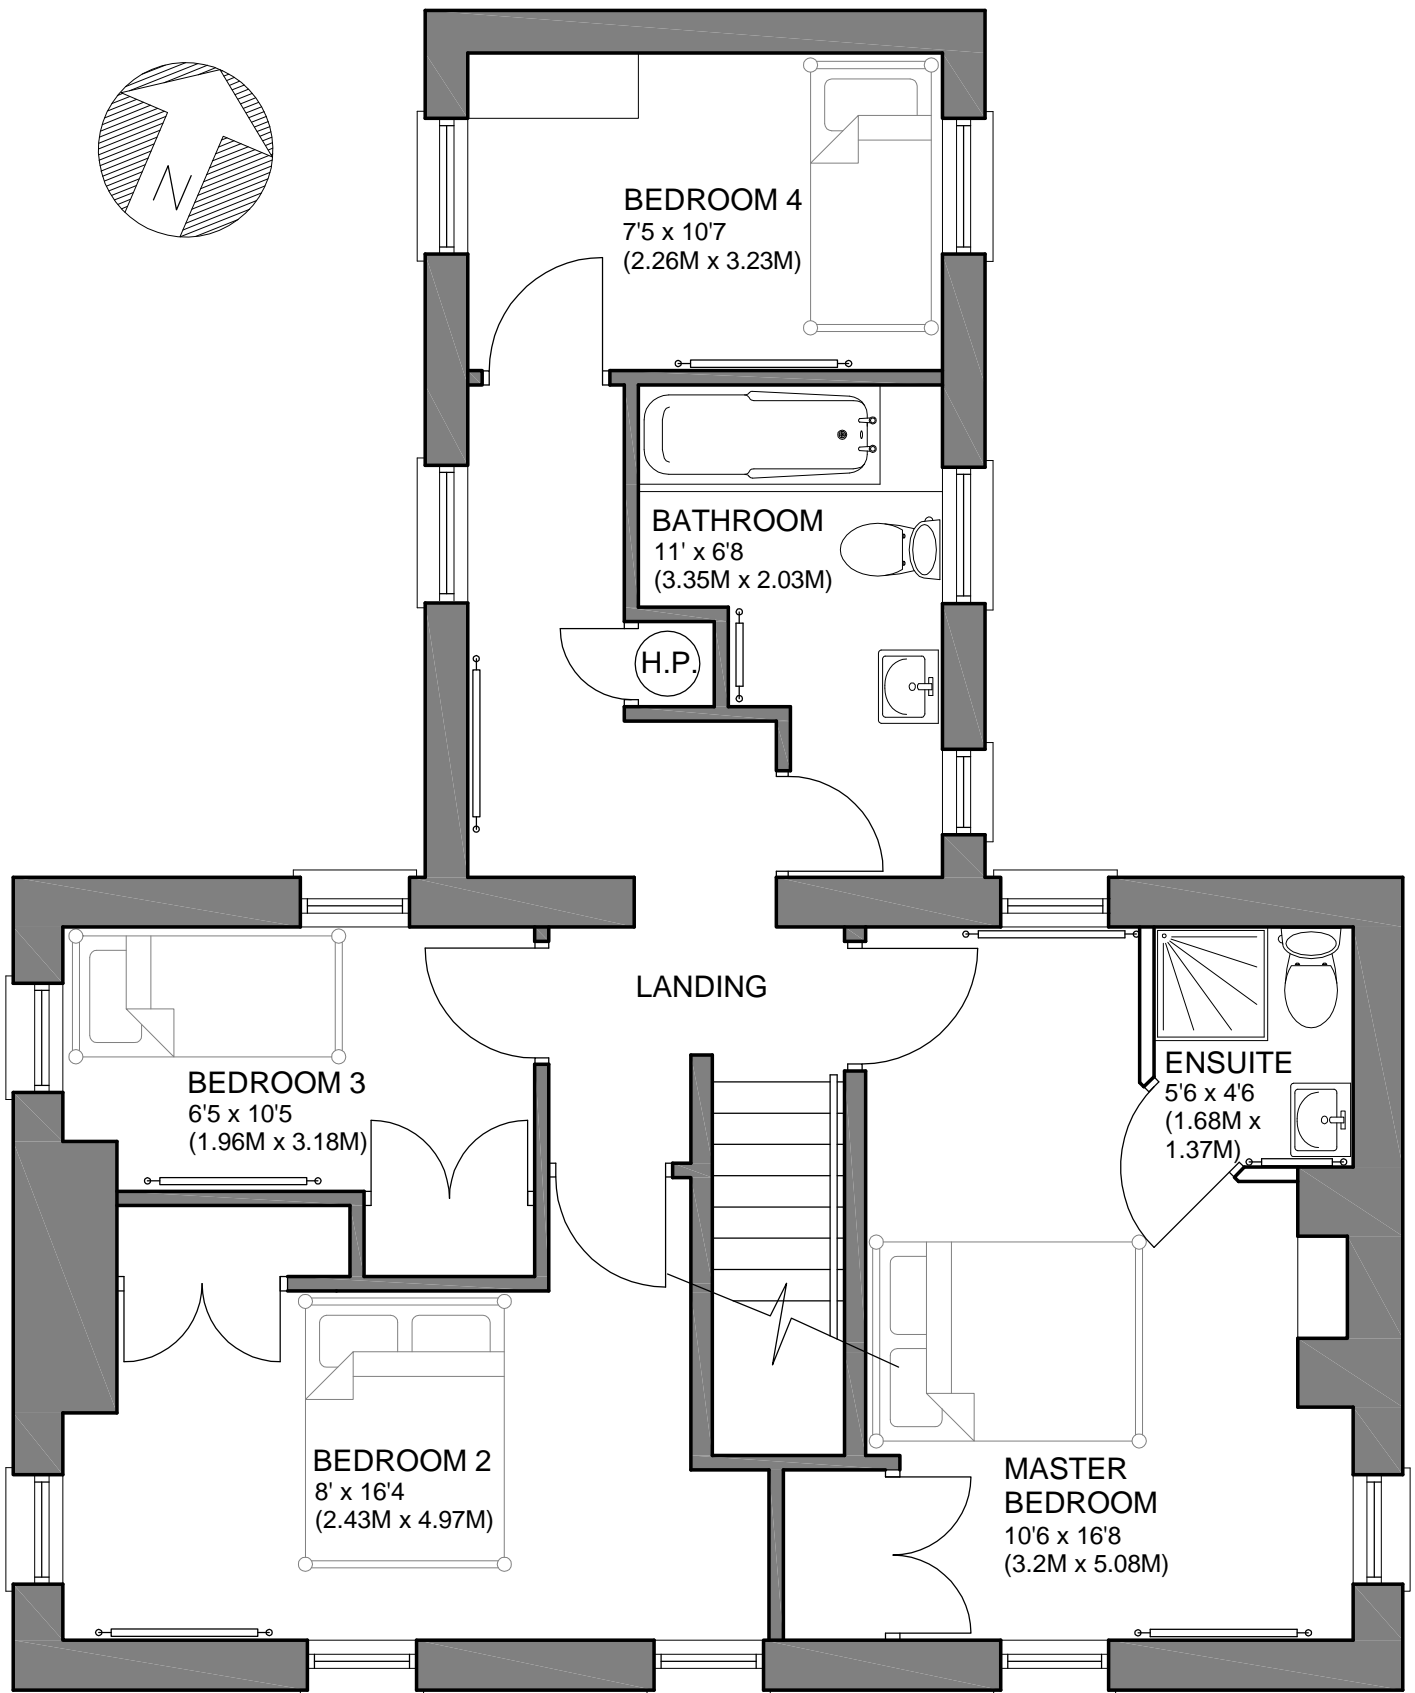 N
BEDROOM 4
7'5 x 10'7
(2.26M x 3.23M)
BATHROOM
11' x 6'8
(3.35M x 2.03M)
H.P.
LANDING
BEDROOM 3
6'5 x 10'5
(1.96M x 3.18M)
ENSUITE
5'6 x 4'6
(1.68M x
1.37M)
BEDROOM 2
8' x 16'4
(2.43M x 4.97M)
MASTER
BEDROOM
10'6 x 16'8
(3.2M x 5.08M)